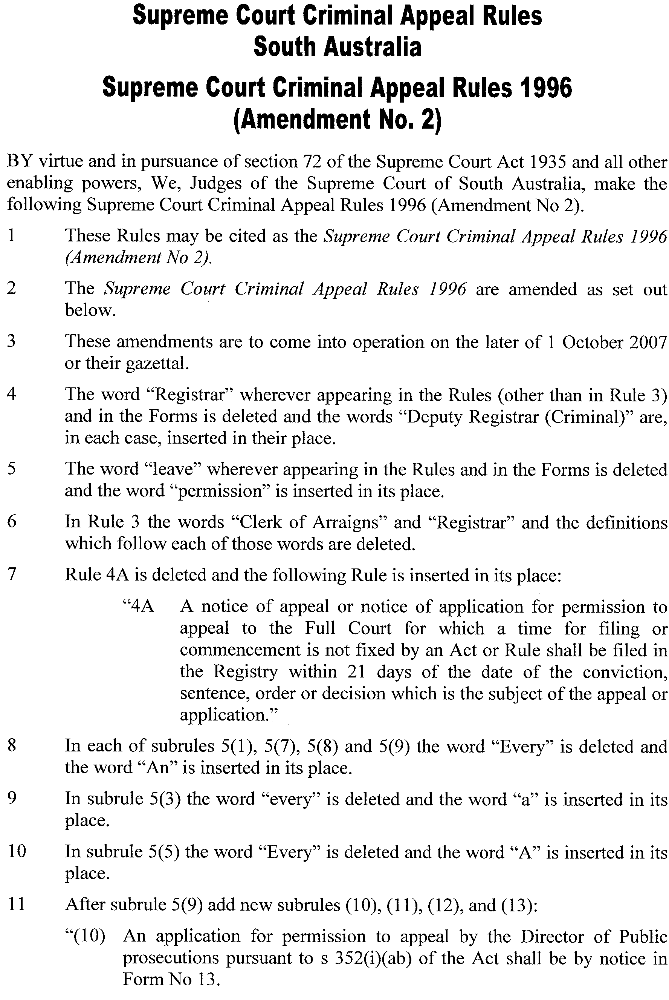 Supreme Court Criminal Appeal Rules
South Australia
Supreme Court Criminal Appeal Rules 1996
(Amendment No. 2)
BY virtue and in pursuance of section 72 of the Supreme Court Act 1935 and all other
enabling powers, We, Judges of the Supreme Court of South Australia, make the
following Supreme Court Criminal Appeal Rules 1996 (Amendment No 2).
1 These Rules may be cited as the Supreme Court Criminal Appeal Rules 1996
(Amendment No 2).
2 The Supreme Court Criminal Appeal Rules 1996 are amended as set out
below.
3 These amendments are to come into operation on the later of 1 October 2007
or their gazettal.
4 The word “Registrar” wherever appearing in the Rules (other than in Rule 3)
and in the Forms is deleted and the words “Deputy Registrar (Criminal)” are,
in each case, inserted in their place.
5 The word “leave” wherever appearing in the Rules and in the Forms is deleted
and the word “permission” is inserted in its place.
6 In Rule 3 the words “Clerk of Arraigns” and “Registrar” and the definitions
which follow each of those words are deleted.
7 Rule 4A is deleted and the following Rule is inserted in its place:
“4A A notice of appeal or notice of application for permission to
appeal to the Full Court for which a time for filing or
commencement is not fixed by an Act or Rule shall be filed in
the Registry within 21 days of the date of the conviction,
sentence, order or decision which is the subject of the appeal or
application.”
8 In each of subrules 5(1), 5(7), 5(8) and 5(9) the word “Every” is deleted and
the word “An” is inserted in its place.
9 In subrule 5(3) the word “every” is deleted and the word “a” is inserted in its
place.
10 In subrule 5(5) the word “Every” is deleted and the word “A” is inserted in its
place.
11 After subrule 5(9) add new subrules (10), (11), (12), and (13):
“(10) An application for permission to appeal by the Director of Public
prosecutions pursuant to s 352(i)(ab) of the Act shall be by notice in
Form No 13.